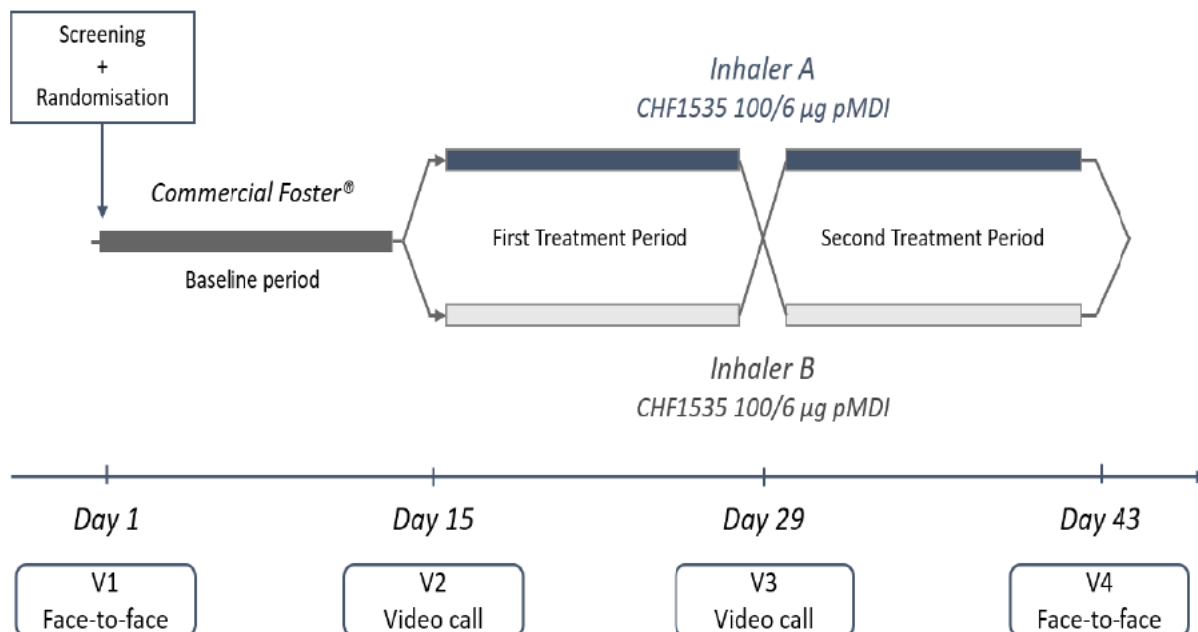 Screening
+
Randomisation
Inhaler A
CHF1535 100/6 µg pMDI
Commercial Foster®
First Treatment Period
Second Treatment Period
Baseline period
Inhaler B
CHF1535 100/6 µg pMDI
Day 1
Day 15
Day 29
Day 43
V1
Face-to-face
V2
Video call
V3
Video call
V4
Face-to-face